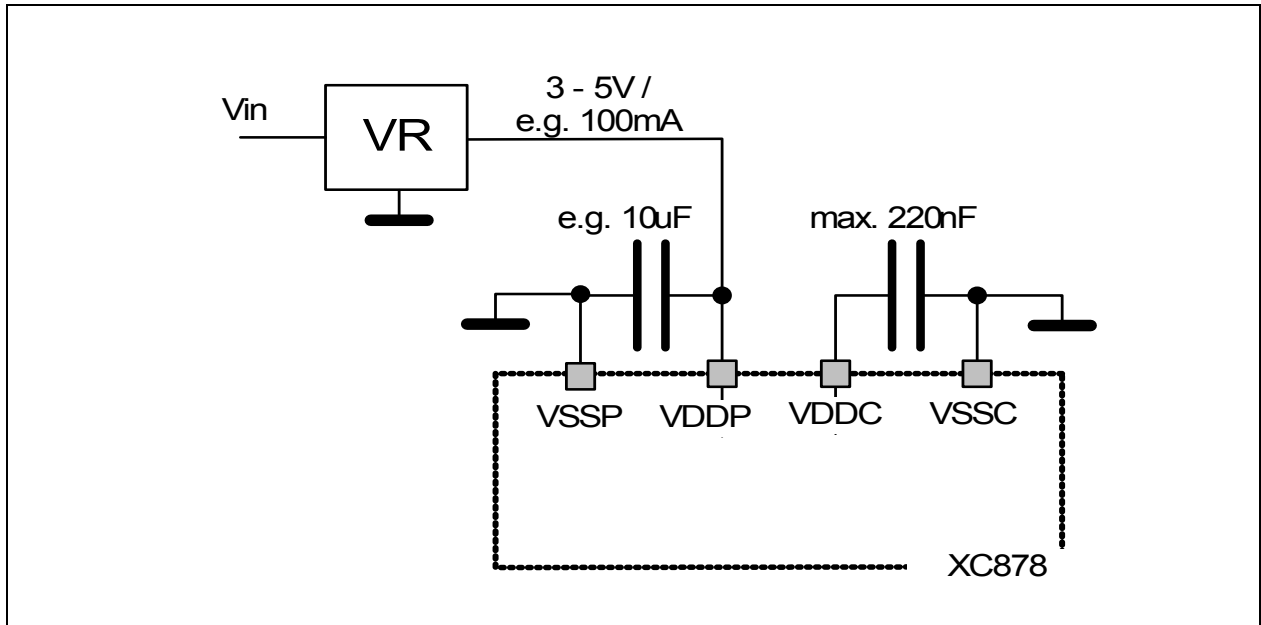 3 - 5V /
Vin
e.g. 100mA
VR
e.g. 10uF
max. 220nF
VSSP
VDDP
VDDC
VSSC
XC878